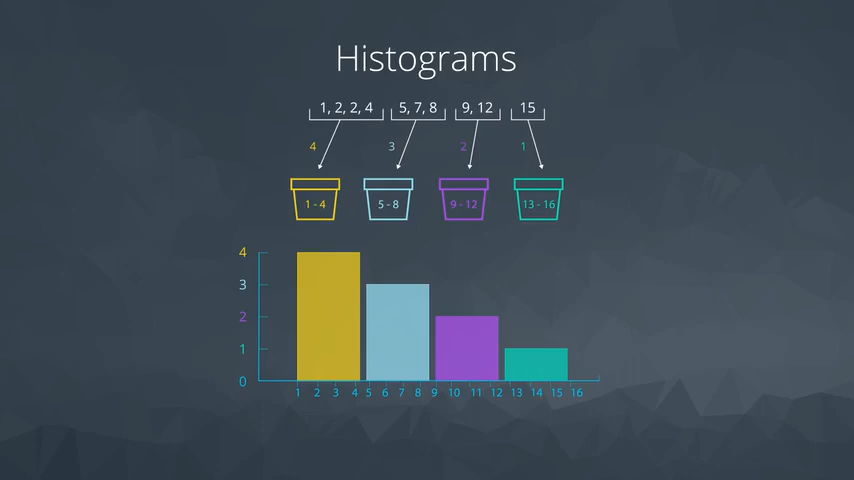 Histograms
1, 2, 2, 4 5, 7, 8 9, 12 15
4 3 2 1
1 - 4 5 - 8 9 - 12 13 - 16
4
3
2
1
0
1 2 3 4 5 6 7 8 9 10 11 12 13 14 15 16